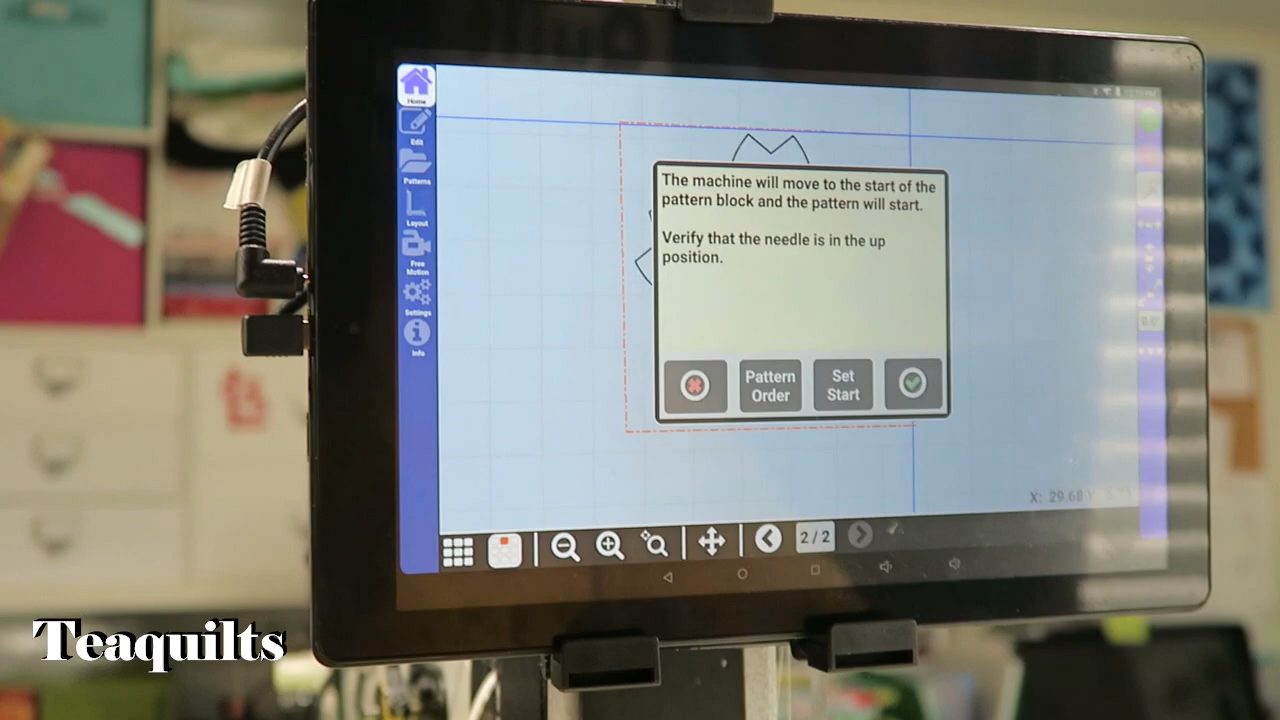 Home
Edit
Patterns
Layout
Free
Motion
Settings
Info
The machine will move to the start of the
pattern block and the pattern will start.
Verify that the needle is in the up
position.
Pattern
Order
Set
Start
X: 29.68
2 / 2
Teaquilts